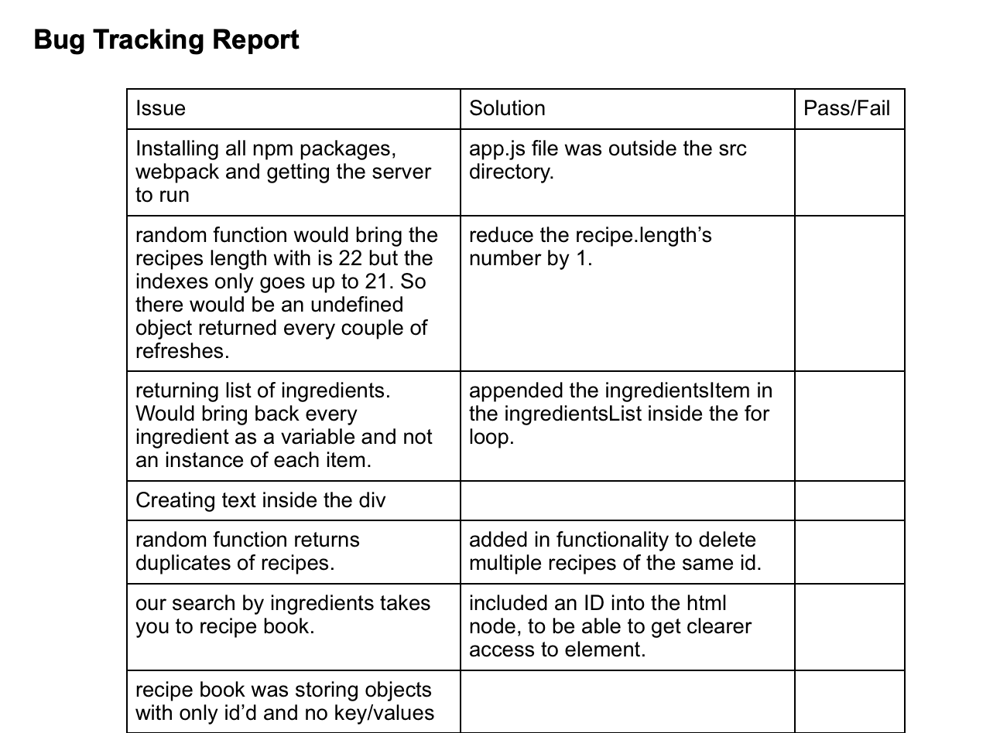 Bug Tracking Report
Issue
Solution
Pass/Fail
Installing all npm packages,
webpack and getting the server
to run
app.js file was outside the src
directory.
random function would bring the
recipes length with is 22 but the
indexes only goes up to 21. So
there would be an undefined
object returned every couple of
refreshes.
reduce the recipe.length’s
number by 1.
returning list of ingredients.
Would bring back every
ingredient as a variable and not
an instance of each item.
appended the ingredientsItem in
the ingredientsList inside the for
loop.
Creating text inside the div
random function returns
duplicates of recipes.
added in functionality to delete
multiple recipes of the same id.
our search by ingredients takes
you to recipe book.
included an ID into the html
node, to be able to get clearer
access to element.
recipe book was storing objects
with only id’d and no key/values